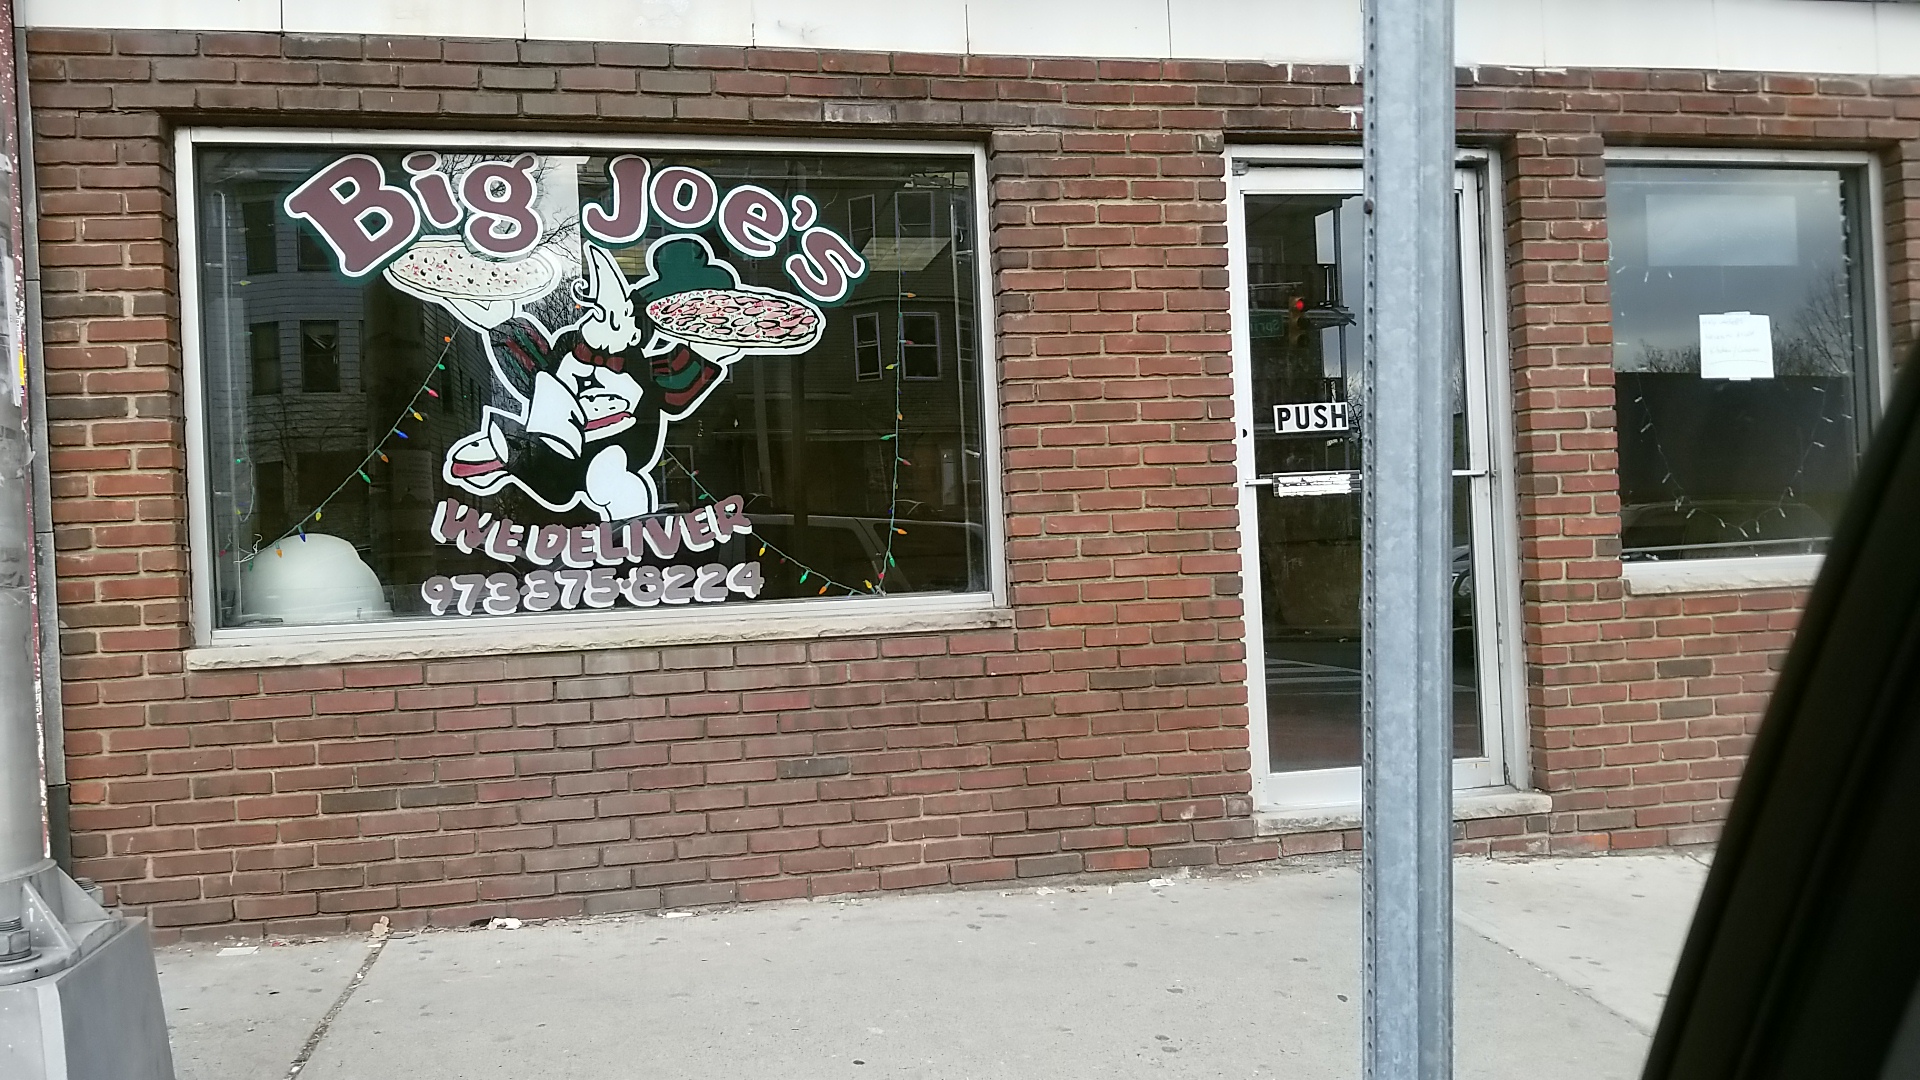 Big Joe's
WE DELIVER
973·375·8224
PUSH